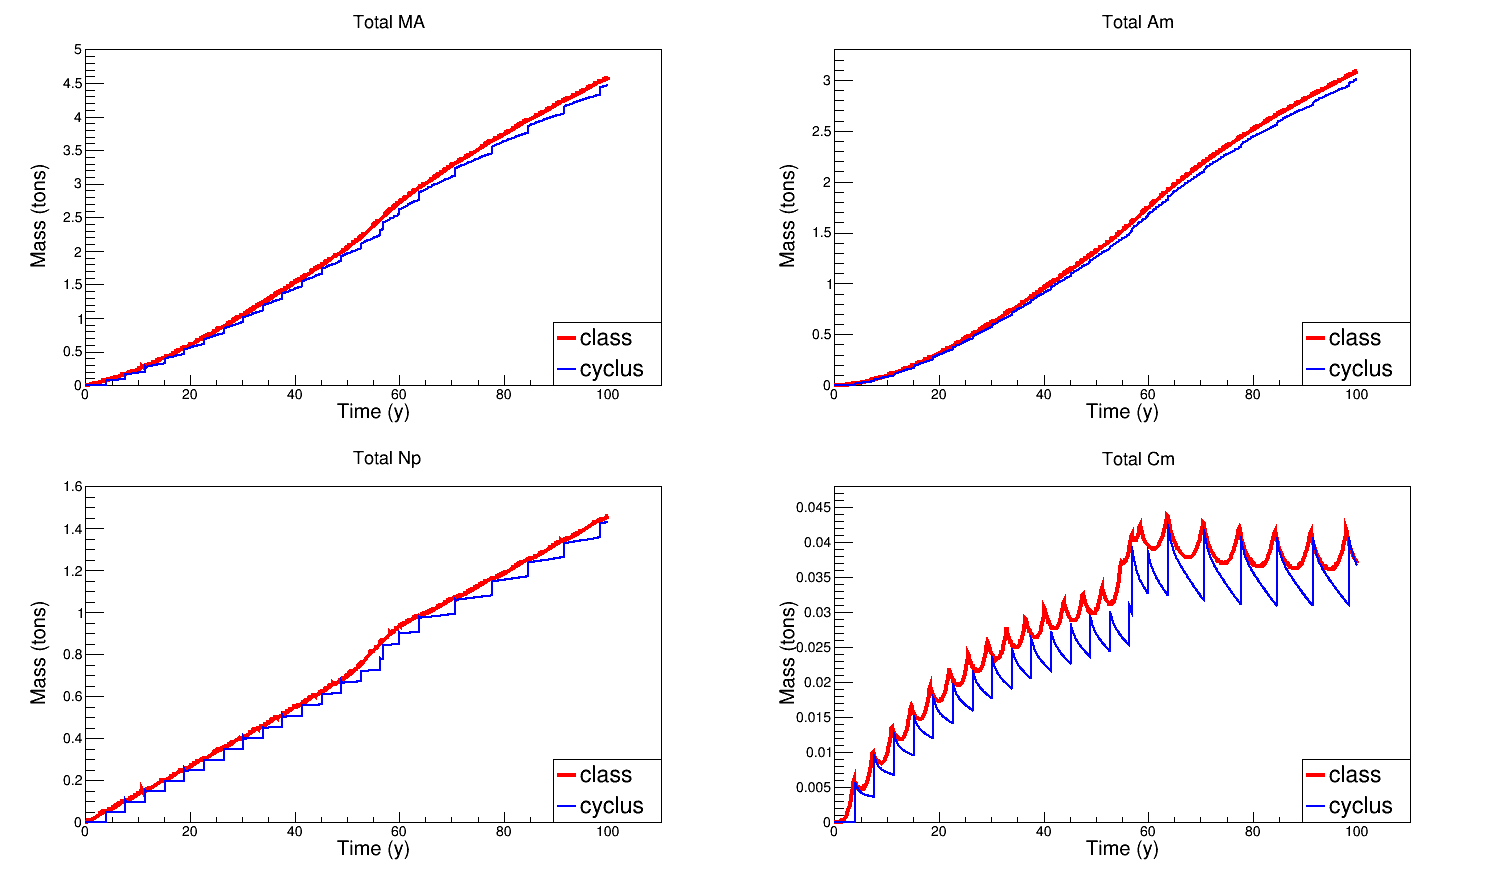 Total MA
Mass (tons)
5
4.5
4
3.5
3
2.5
2
1.5
1
0.5
0
0 20 40 60 80 100
Time (y)
class
cyclus
Total Am
Mass (tons)
3
2.5
2
1.5
1
0.5
0
0 20 40 60 80 100
Time (y)
class
cyclus
Total Np
Mass (tons)
1.6
1.4
1.2
1
0.8
0.6
0.4
0.2
0
0 20 40 60 80 100
Time (y)
class
cyclus
Total Cm
Mass (tons)
0.045
0.04
0.035
0.03
0.025
0.02
0.015
0.01
0.005
0
0 20 40 60 80 100
Time (y)
class
cyclus